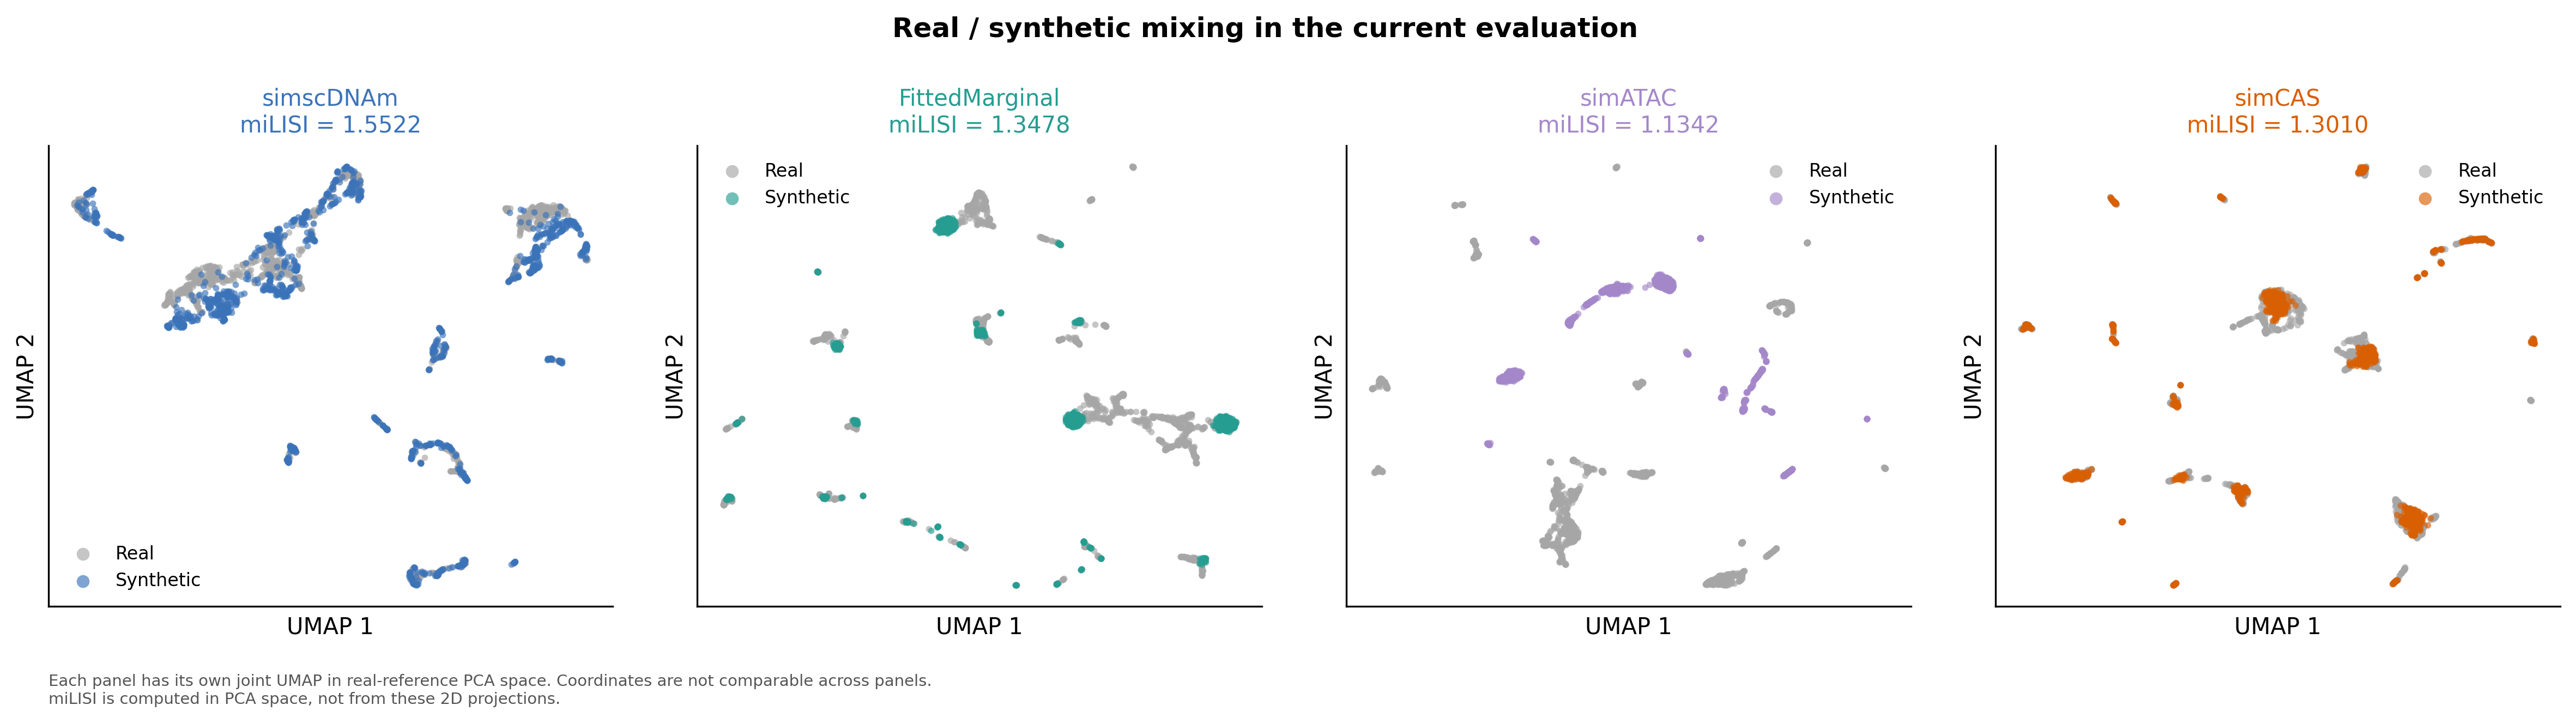 Real / synthetic mixing in the current evaluation
simscDNAm
miLISI = 1.5522
UMAP 2
Real
Synthetic
UMAP 1
FittedMarginal
miLISI = 1.3478
Real
Synthetic
UMAP 2
UMAP 1
simATAC
miLISI = 1.1342
Real
Synthetic
UMAP 2
UMAP 1
simCAS
miLISI = 1.3010
Real
Synthetic
UMAP 2
UMAP 1
Each panel has its own joint UMAP in real-reference PCA space. Coordinates are not comparable across panels.
miLISI is computed in PCA space, not from these 2D projections.